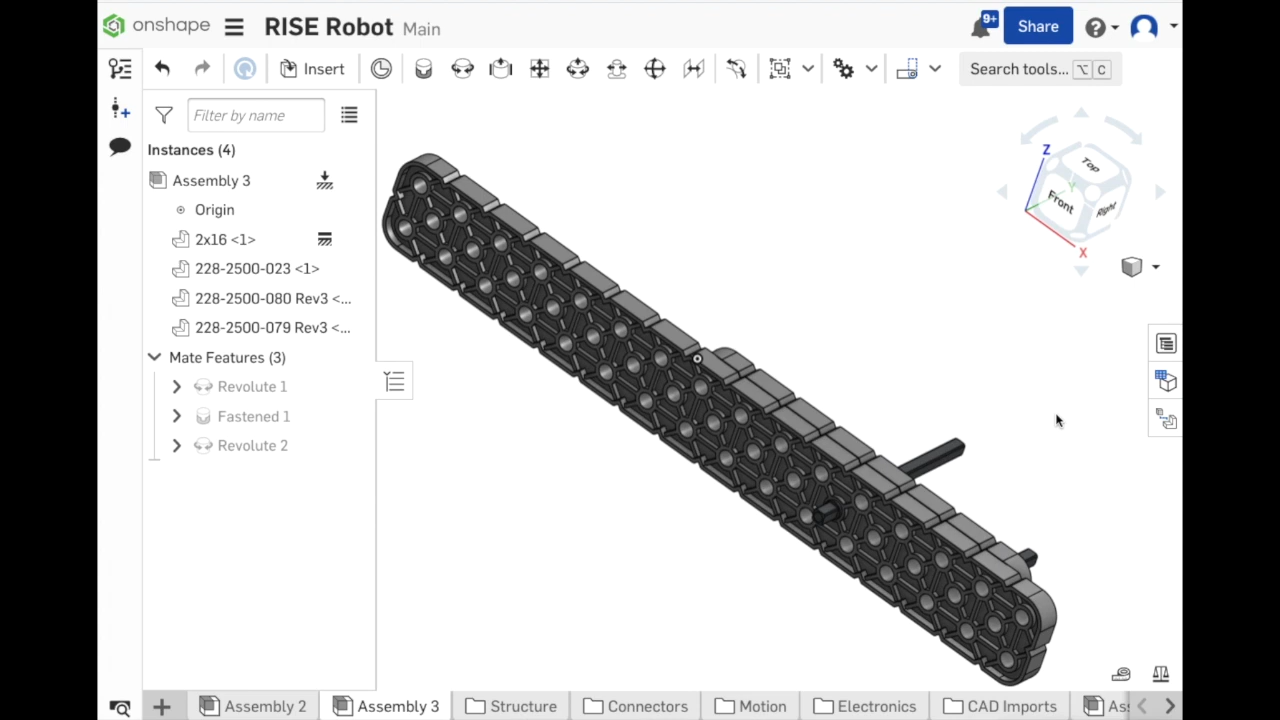 onshape RISE Robot Main 9+ Share
Insert Search tools... ⌥ C
Filter by name
Instances (4)
Assembly 3
Origin
2x16 <1>
228-2500-023 <1>
228-2500-080 Rev3 <...
228-2500-079 Rev3 <...
Mate Features (3)
Revolute 1
Fastened 1
Revolute 2
Z
Top
Y
Front
Right
X
Assembly 2 Assembly 3 Structure Connectors Motion Electronics CAD Imports Ass